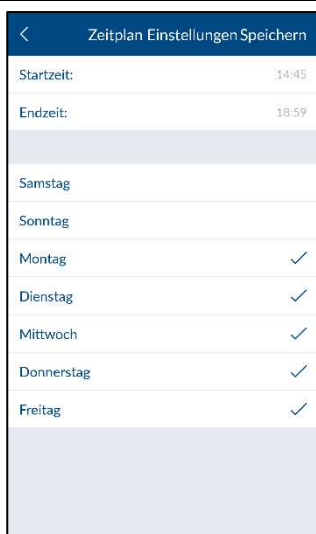 Zeitplan Einstellungen Speichern
Startzeit: 14:45
Endzeit: 18:59
Samstag
Sonntag
Montag
Dienstag
Mittwoch
Donnerstag
Freitag